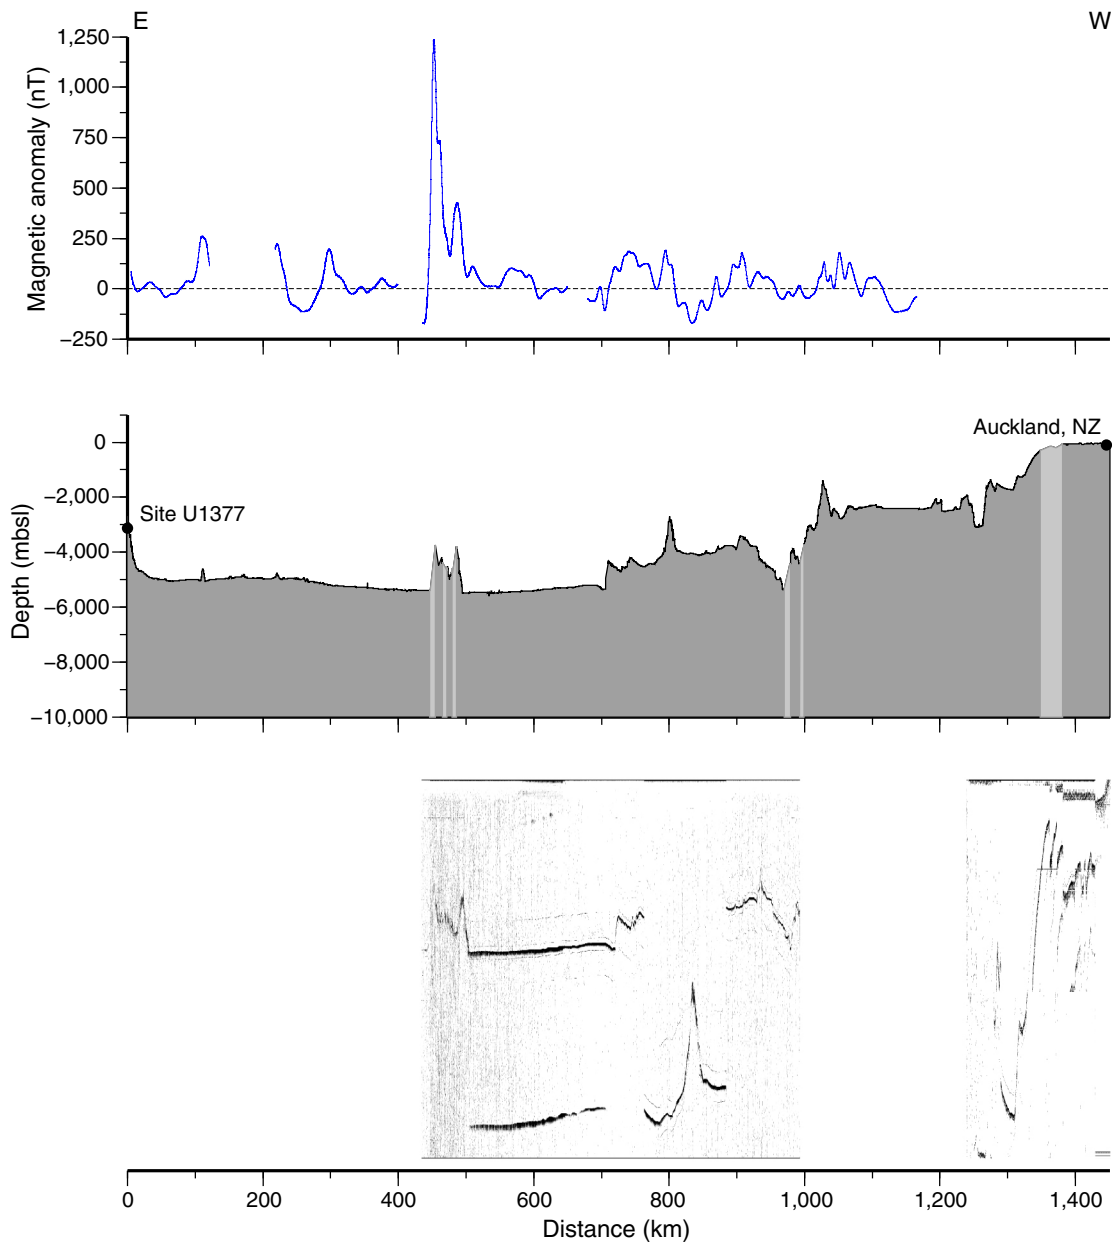 E W
1,250
1,000
750
500
250
0
−250
Magnetic anomaly (nT)
Auckland, NZ
Site U1377
0
−2,000
−4,000
−6,000
−8,000
−10,000
Depth (mbsl)
0 200 400 600 800 1,000 1,200 1,400
Distance (km)